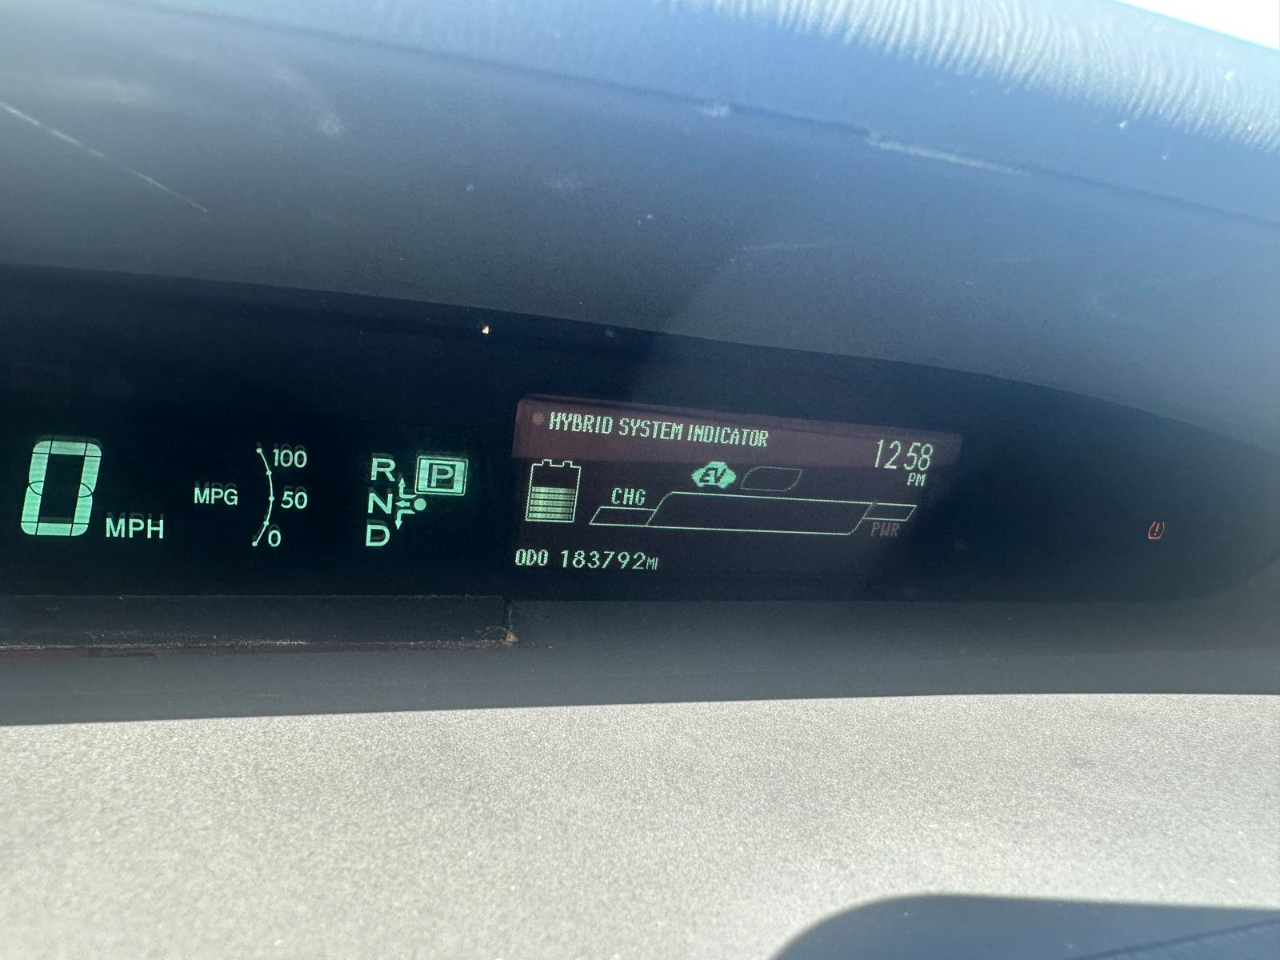 HYBRID SYSTEM INDICATOR
12:58
PM
EV
CHG
PWR
ODO 183792MI
0 MPH
MPG
100
50
0
R
N
D
P
(!)